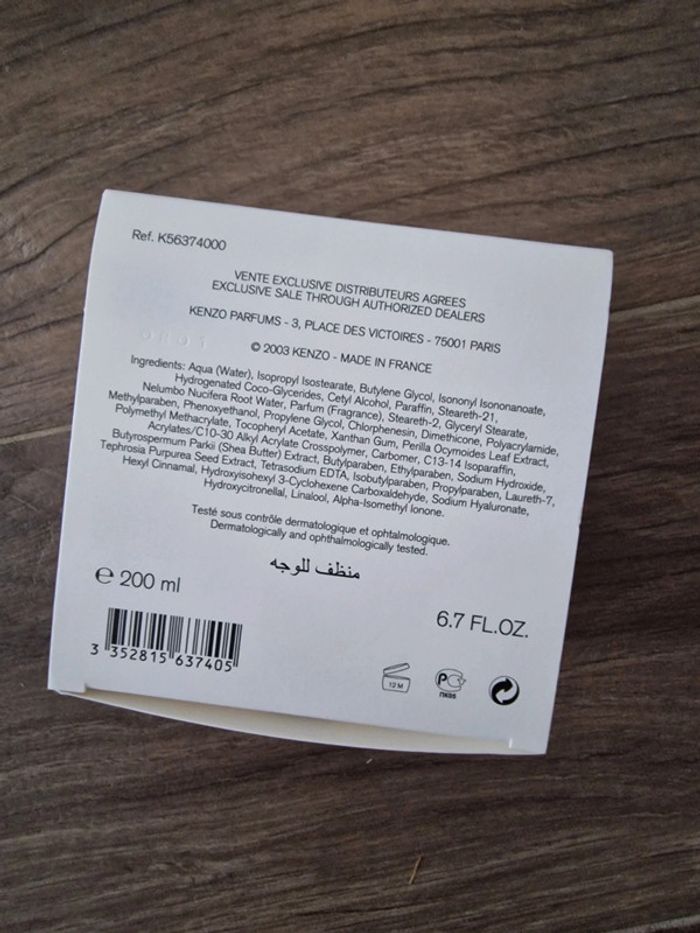 Ref. K56374000
VENTE EXCLUSIVE DISTRIBUTEURS AGREES
EXCLUSIVE SALE THROUGH AUTHORIZED DEALERS
KENZO PARFUMS - 3, PLACE DES VICTOIRES - 75001 PARIS
© 2003 KENZO - MADE IN FRANCE
Ingredients: Aqua (Water), Isopropyl Isostearate, Butylene Glycol, Isononyl Isononanoate,
Hydrogenated Coco-Glycerides, Cetyl Alcohol, Paraffin, Steareth-21,
Nelumbo Nucifera Root Water, Parfum (Fragrance), Steareth-2, Glyceryl Stearate,
Methylparaben, Phenoxyethanol, Propylene Glycol, Chlorphenesin, Dimethicone, Polyacrylamide,
Polymethyl Methacrylate, Tocopheryl Acetate, Xanthan Gum, Perilla Ocymoides Leaf Extract,
Acrylates/C10-30 Alkyl Acrylate Crosspolymer, Carbomer, C13-14 Isoparaffin,
Butyrospermum Parkii (Shea Butter) Extract, Butylparaben, Ethylparaben, Sodium Hydroxide,
Tephrosia Purpurea Seed Extract, Tetrasodium EDTA, Isobutylparaben, Propylparaben, Laureth-7,
Hexyl Cinnamal, Hydroxyisohexyl 3-Cyclohexene Carboxaldehyde, Sodium Hyaluronate,
Hydroxycitronellal, Linalool, Alpha-Isomethyl Ionone.
Testé sous contrôle dermatologique et ophtalmologique.
Dermatologically and ophthalmologically tested.
منظف للوجه
e 200 ml
6.7 FL.OZ.
3 352815 637405
12 M
РС
ПК05